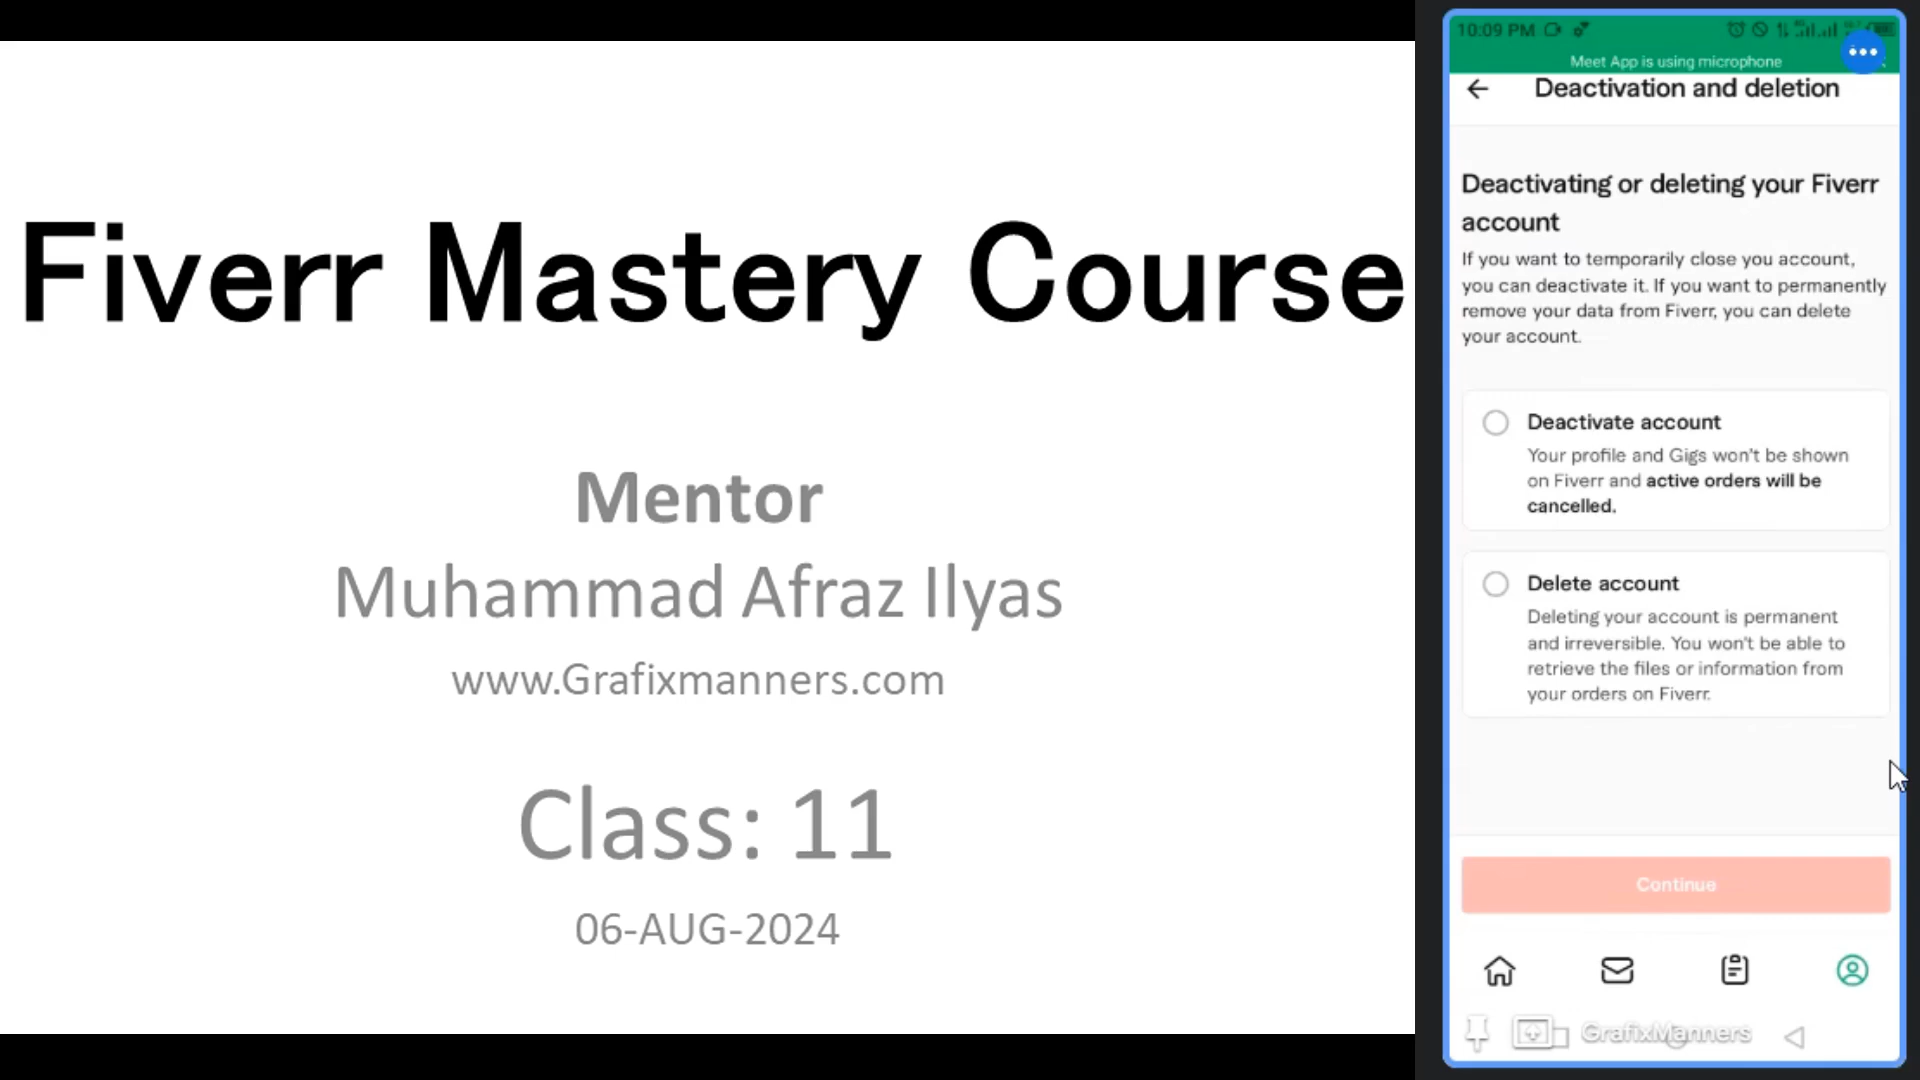 Fiverr Mastery Course
Mentor
Muhammad Afraz Ilyas
www.Grafixmanners.com
Class: 11
06-AUG-2024
10:09 PM
Meet App is using microphone
Deactivation and deletion
Deactivating or deleting your Fiverr
account
If you want to temporarily close you account,
you can deactivate it. If you want to permanently
remove your data from Fiverr, you can delete
your account.
Deactivate account
Your profile and Gigs won't be shown
on Fiverr and active orders will be
cancelled.
Delete account
Deleting your account is permanent
and irreversible. You won't be able to
retrieve the files or information from
your orders on Fiverr.
Continue
GrafixManners